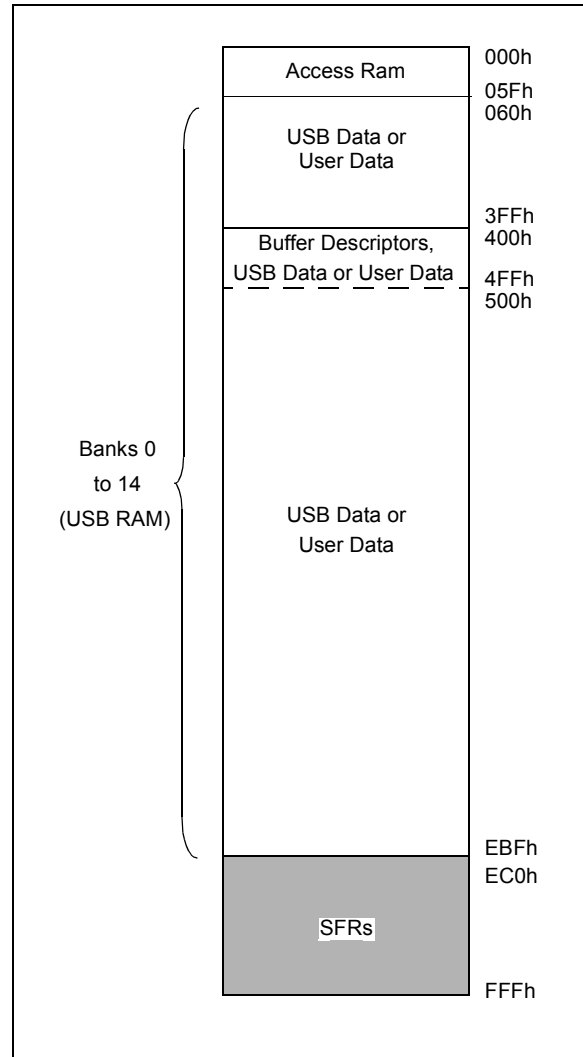 000h
Access Ram
05Fh
060h
USB Data or
User Data
3FFh
400h
Buffer Descriptors,
USB Data or User Data
4FFh
500h
Banks 0
to 14
(USB RAM)
USB Data or
User Data
EBFh
EC0h
SFRs
FFFh